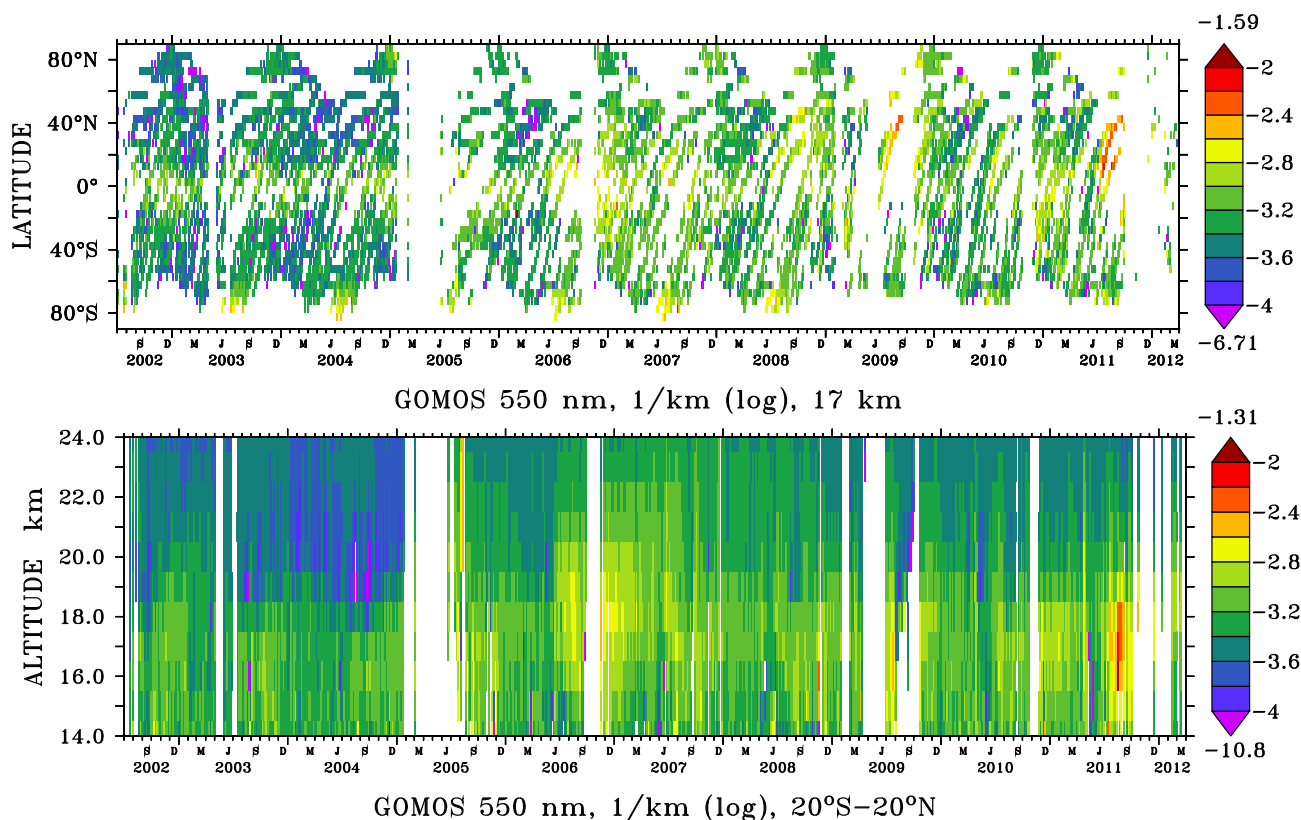 −1.59
80°N
40°N
0°
40°S
80°S
LATITUDE
−2
−2.4
−2.8
−3.2
−3.6
−4
−6.71
S D M J S D M J S D M J S D M J S D M J S D M J S D M J S D M J S D M J S D M
2002 2003 2004 2005 2006 2007 2008 2009 2010 2011 2012
GOMOS 550 nm, 1/km (log), 17 km
−1.31
24.0
22.0
20.0
18.0
16.0
14.0
ALTITUDE km
−2
−2.4
−2.8
−3.2
−3.6
−4
−10.8
S D M J S D M J S D M J S D M J S D M J S D M J S D M J S D M J S D M J S D M
2002 2003 2004 2005 2006 2007 2008 2009 2010 2011 2012
GOMOS 550 nm, 1/km (log), 20°S−20°N